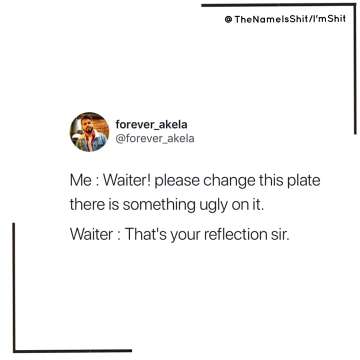 @TheNameIsShit/I'mShit
forever_akela
@forever_akela
Me : Waiter! please change this plate
there is something ugly on it.
Waiter : That's your reflection sir.